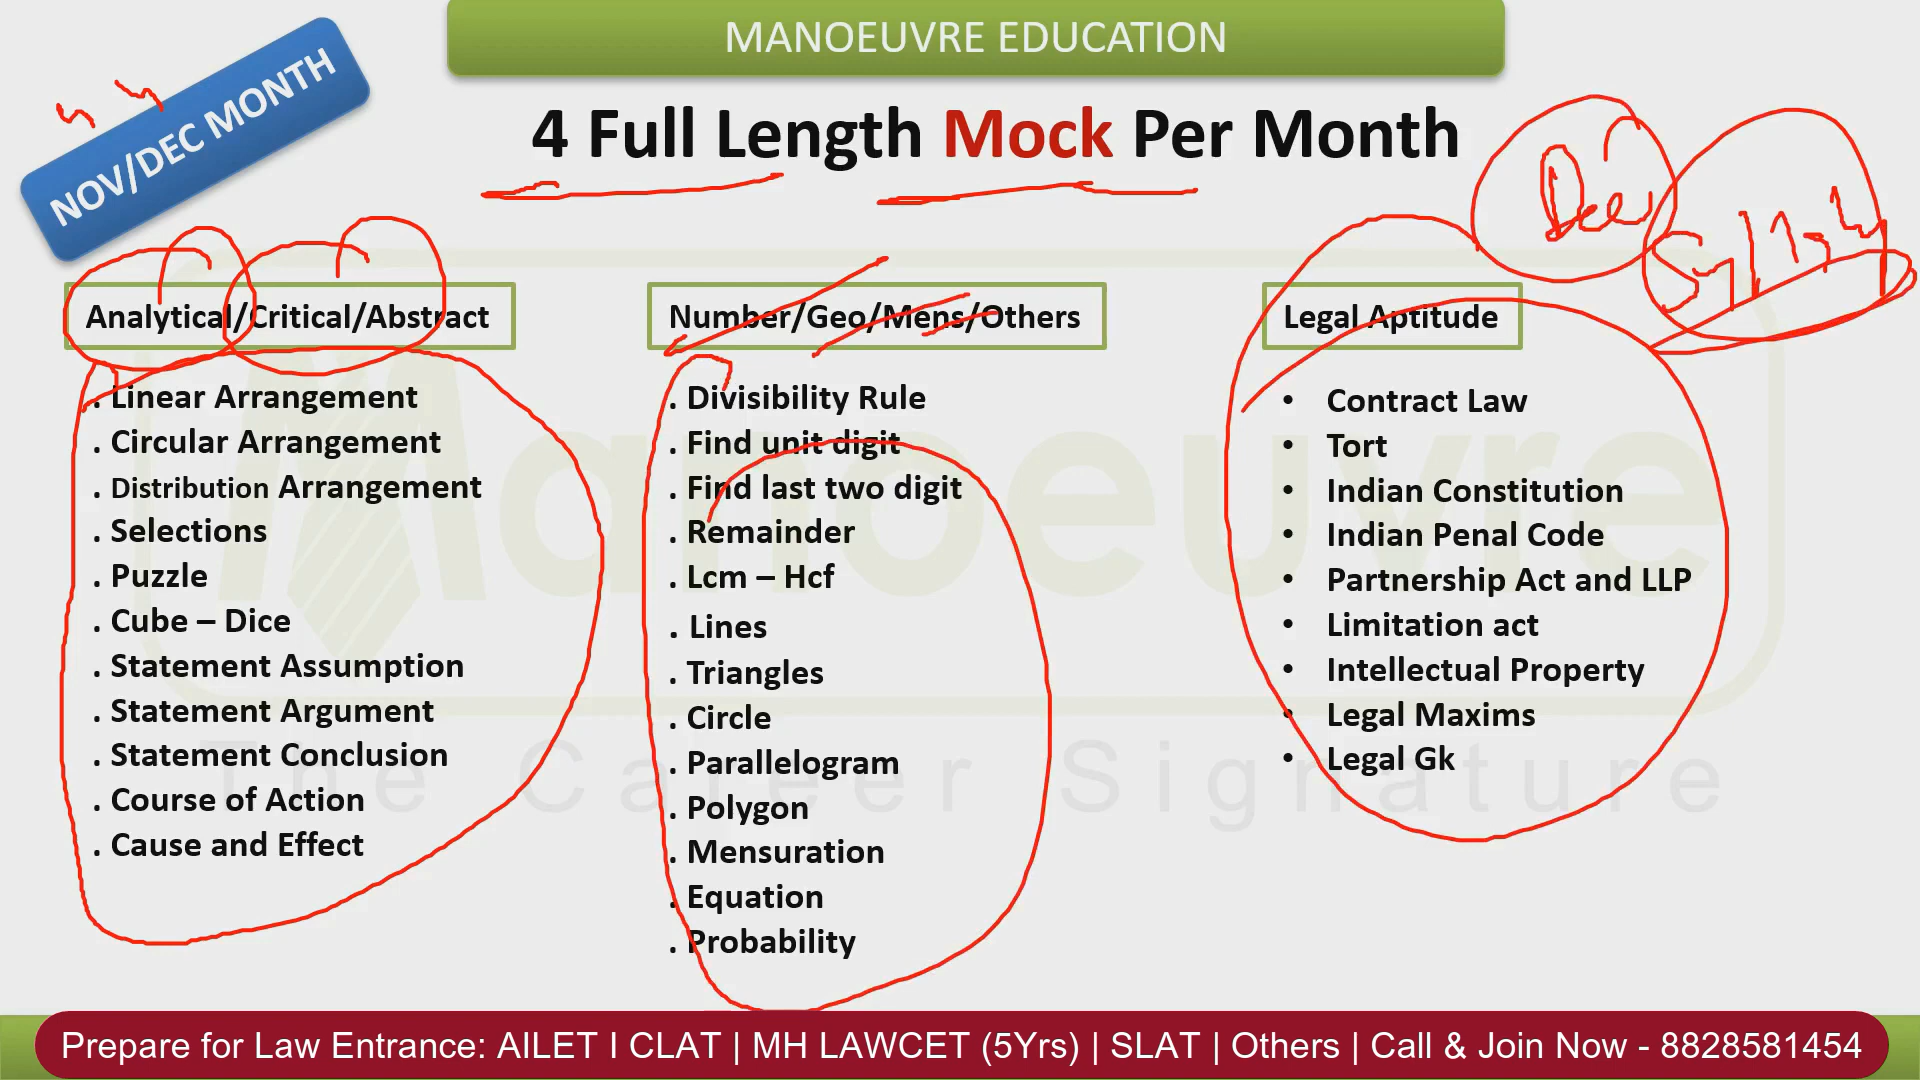 MANOEUVRE EDUCATION
NOV/DEC MONTH
4 Full Length Mock Per Month
Dec
Analytical/Critical/Abstract
. Linear Arrangement
. Circular Arrangement
. Distribution Arrangement
. Selections
. Puzzle
. Cube – Dice
. Statement Assumption
. Statement Argument
. Statement Conclusion
. Course of Action
. Cause and Effect
Number/Geo/Mens/Others
. Divisibility Rule
. Find unit digit
. Find last two digit
. Remainder
. Lcm – Hcf
. Lines
. Triangles
. Circle
. Parallelogram
. Polygon
. Mensuration
. Equation
. Probability
Legal Aptitude
• Contract Law
• Tort
• Indian Constitution
• Indian Penal Code
• Partnership Act and LLP
• Limitation act
• Intellectual Property
• Legal Maxims
• Legal Gk
Manoeuvre
The Career Signature
Prepare for Law Entrance: AILET I CLAT | MH LAWCET (5Yrs) | SLAT | Others | Call & Join Now - 8828581454